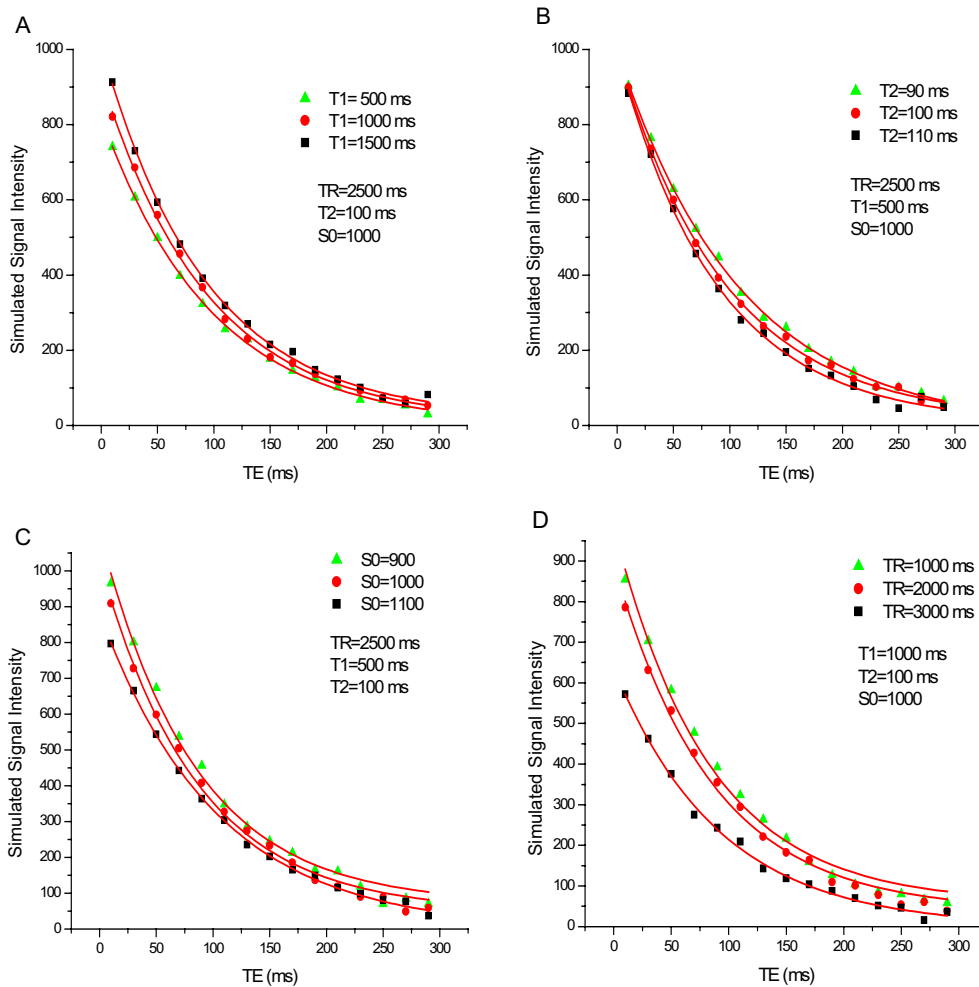 A
1000
800
600
400
200
0
Simulated Signal Intensity
0 50 100 150 200 250 300
TE (ms)
T1= 500 ms
T1=1000 ms
T1=1500 ms
TR=2500 ms
T2=100 ms
S0=1000
B
1000
800
600
400
200
0
Simulated Signal Intensity
0 50 100 150 200 250 300
TE (ms)
T2=90 ms
T2=100 ms
T2=110 ms
TR=2500 ms
T1=500 ms
S0=1000
C
1000
900
800
700
600
500
400
300
200
100
0
Simulated Signal Intensity
0 50 100 150 200 250 300
TE (ms)
S0=900
S0=1000
S0=1100
TR=2500 ms
T1=500 ms
T2=100 ms
D
900
800
700
600
500
400
300
200
100
0
Simulated Signal Intensity
0 50 100 150 200 250 300
TE (ms)
TR=1000 ms
TR=2000 ms
TR=3000 ms
T1=1000 ms
T2=100 ms
S0=1000